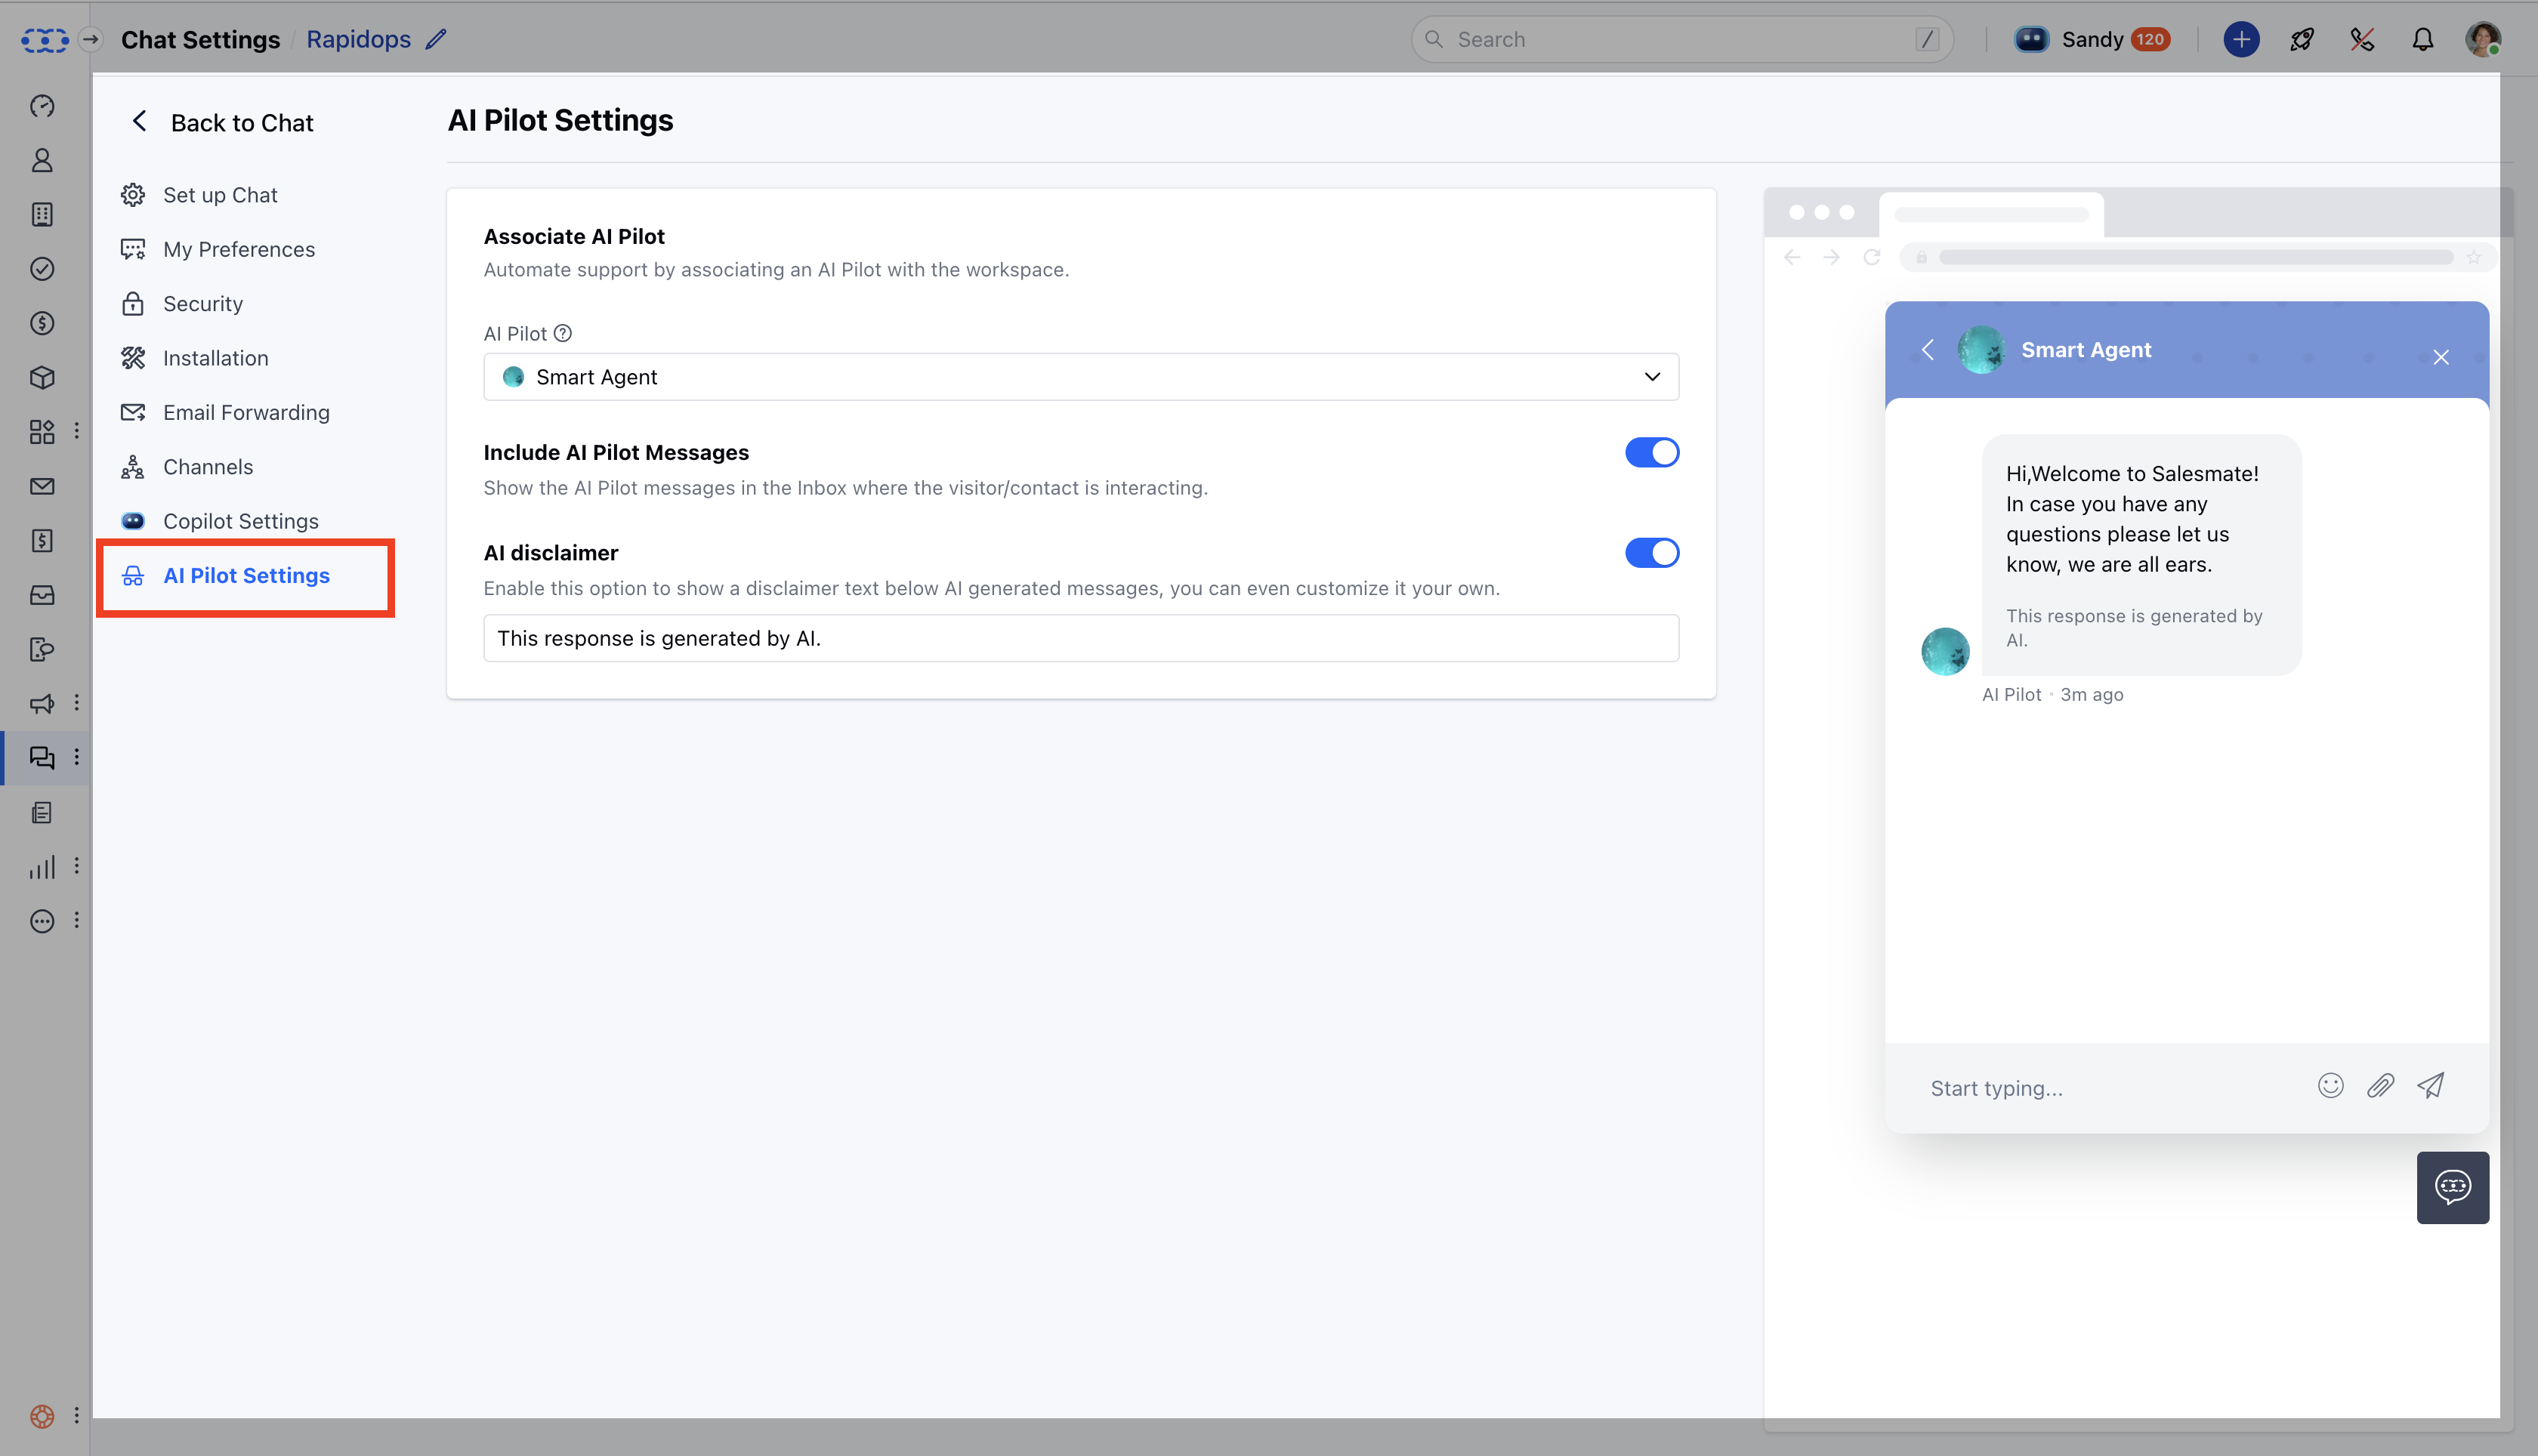 Chat Settings / Rapidops
Search /
Sandy 120
Back to Chat
Set up Chat
My Preferences
Security
Installation
Email Forwarding
Channels
Copilot Settings
AI Pilot Settings
AI Pilot Settings
Associate AI Pilot
Automate support by associating an AI Pilot with the workspace.
AI Pilot
Smart Agent
Include AI Pilot Messages
Show the AI Pilot messages in the Inbox where the visitor/contact is interacting.
AI disclaimer
Enable this option to show a disclaimer text below AI generated messages, you can even customize it your own.
This response is generated by AI.
Smart Agent
Hi,Welcome to Salesmate!
In case you have any
questions please let us
know, we are all ears.
This response is generated by
AI.
AI Pilot • 3m ago
Start typing...